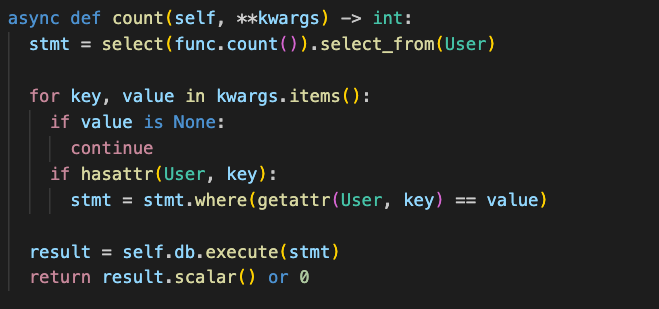 async def count(self, **kwargs) -> int:
stmt = select(func.count()).select_from(User)
for key, value in kwargs.items():
if value is None:
continue
if hasattr(User, key):
stmt = stmt.where(getattr(User, key) == value)
result = self.db.execute(stmt)
return result.scalar() or 0